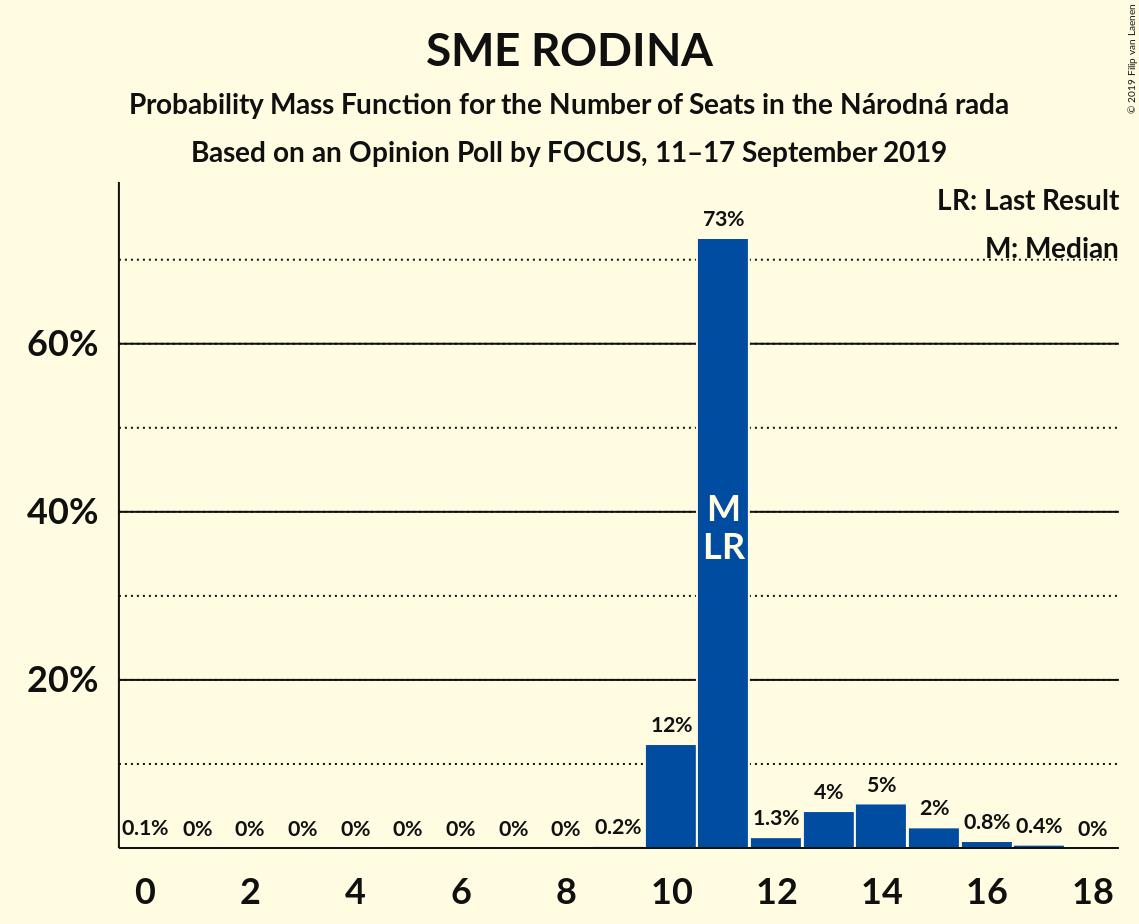 SME RODINA
Probability Mass Function for the Number of Seats in the Národná rada
Based on an Opinion Poll by FOCUS, 11–17 September 2019
© 2019 Filip van Laenen
LR: Last Result
M: Median
60%
40%
20%
0.1% 0% 0% 0% 0% 0% 0% 0% 0% 0.2% 12% 73% 1.3% 4% 5% 2% 0.8% 0.4% 0%
M
LR
0 2 4 6 8 10 12 14 16 18